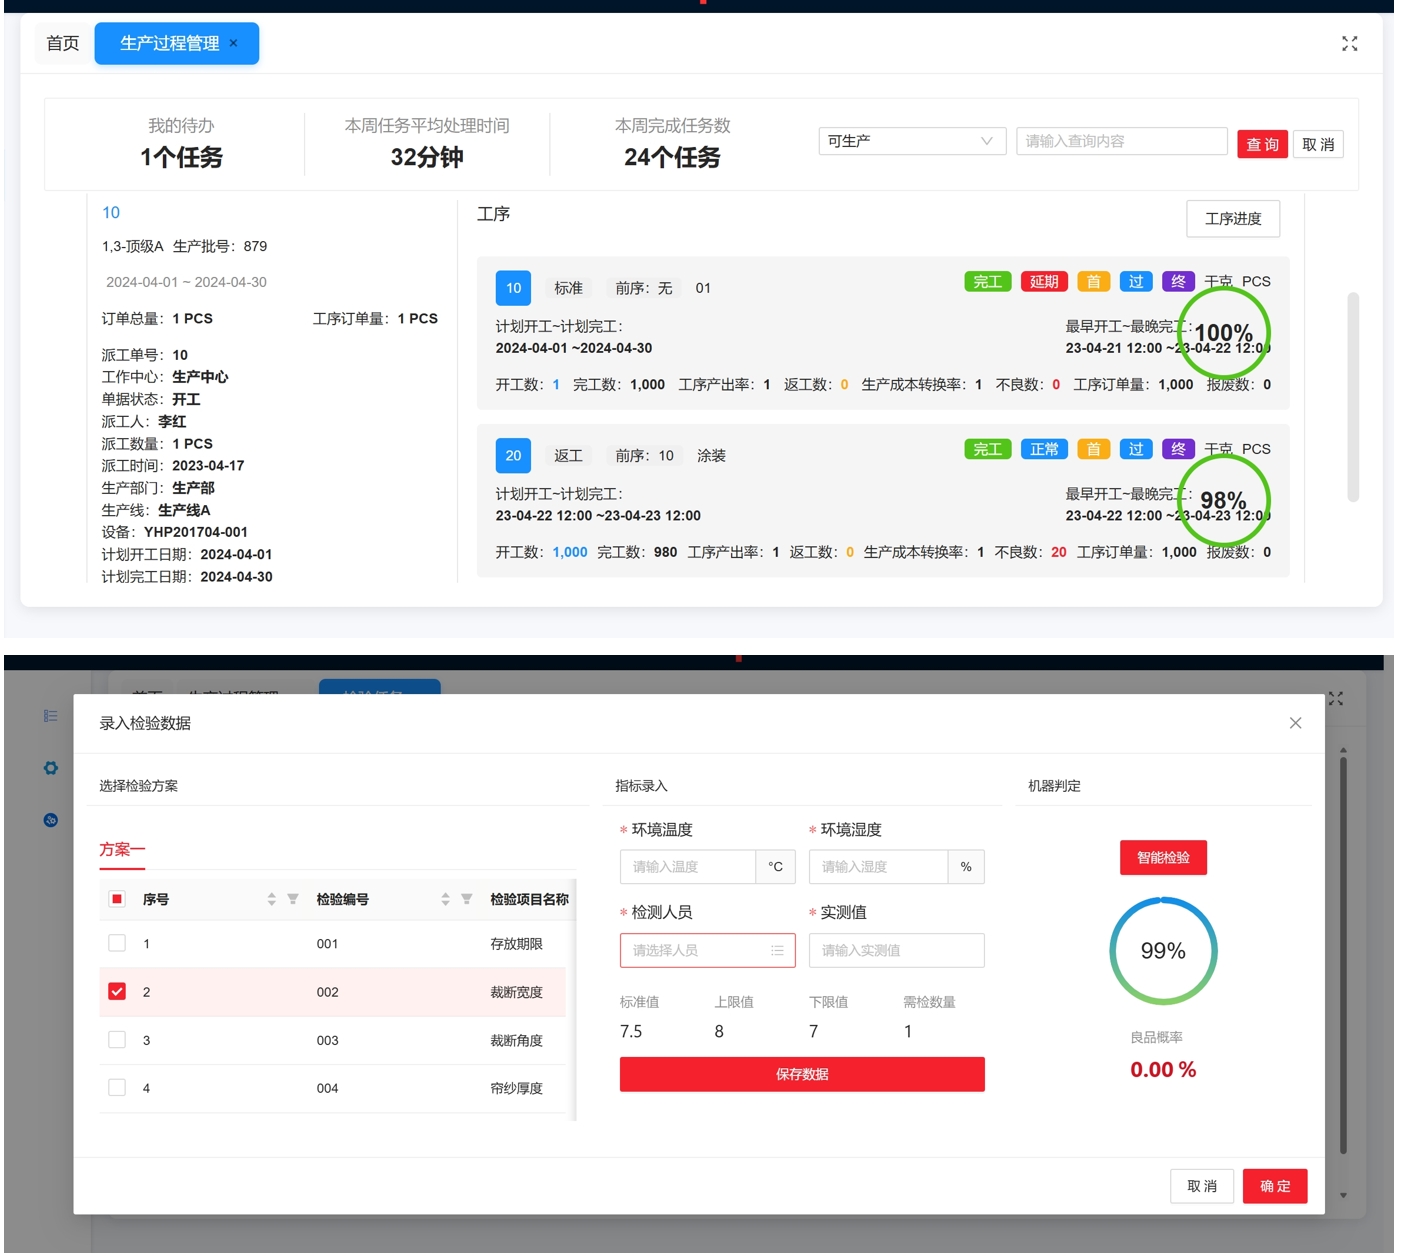 首页 生产过程管理 ×
我的待办 本周任务平均处理时间 本周完成任务数
1个任务 32分钟 24个任务
可生产 请输入查询内容 查询 取消
10
1,3-顶级A 生产批号：879
2024-04-01 ~ 2024-04-30
订单总量：1 PCS 工序订单量：1 PCS
派工单号：10
工作中心：生产中心
单据状态：开工
派工人：李红
派工数量：1 PCS
派工时间：2023-04-17
生产部门：生产部
生产线：生产线A
设备：YHP201704-001
计划开工日期：2024-04-01
计划完工日期：2024-04-30
工序 工序进度
10 标准 前序：无 01 完工 延期 首 过 终 千克 PCS
计划开工~计划完工： 最早开工~最晚完工：
2024-04-01 ~2024-04-30 23-04-21 12:00 ~23-04-22 12:00
100%
开工数：1 完工数：1,000 工序产出率：1 返工数：0 生产成本转换率：1 不良数：0 工序订单量：1,000 报废数：0
20 返工 前序：10 涂装 完工 正常 首 过 终 千克 PCS
计划开工~计划完工： 最早开工~最晚完工：
23-04-22 12:00 ~23-04-23 12:00 23-04-22 12:00 ~23-04-23 12:00
98%
开工数：1,000 完工数：980 工序产出率：1 返工数：0 生产成本转换率：1 不良数：20 工序订单量：1,000 报废数：0
首页 生产过程管理 检验任务
录入检验数据
选择检验方案 指标录入 机器判定
方案一
序号 检验编号 检验项目名称
1 001 存放期限
2 002 裁断宽度
3 003 裁断角度
4 004 帘纱厚度
* 环境温度 * 环境湿度
请输入温度 °C 请输入湿度 %
* 检测人员 * 实测值
请选择人员 请输入实测值
标准值 上限值 下限值 需检数量
7.5 8 7 1
保存数据
智能检验
99%
良品概率
0.00 %
取消 确定